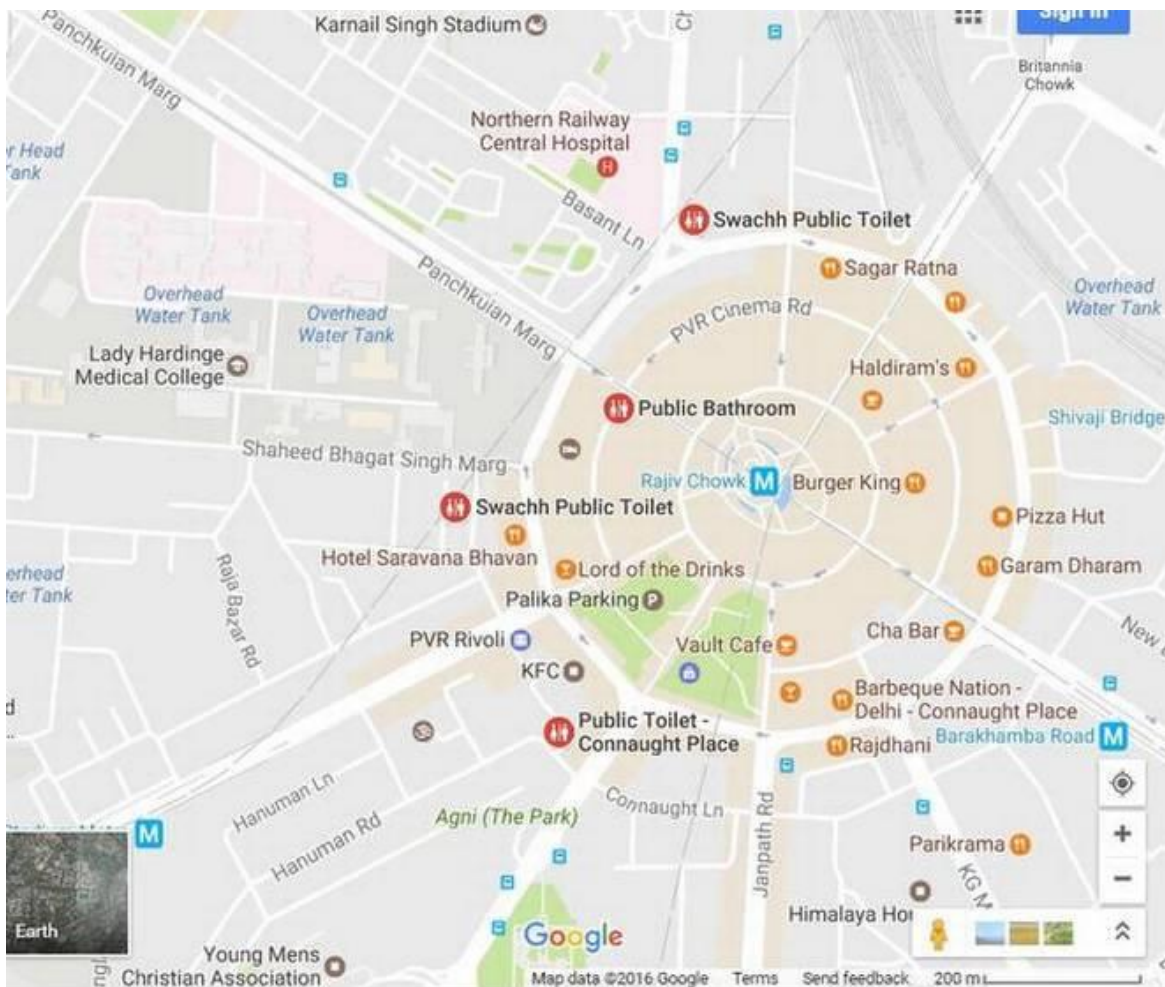 Sign in
Karnail Singh Stadium
Ch
Britannia
Chowk
Panchkuian Marg
Northern Railway
Central Hospital
H
er Head
Tank
Basant Ln
Swachh Public Toilet
Panchkuian Marg
Sagar Ratna
Overhead
Water Tank
Overhead
Water Tank
Overhead
Water Tank
PVR Cinema Rd
Lady Hardinge
Medical College
Haldiram's
Public Bathroom
Shivaji Bridge
Shaheed Bhagat Singh Marg
Rajiv Chowk
M
Burger King
Swachh Public Toilet
Pizza Hut
Hotel Saravana Bhavan
Lord of the Drinks
Garam Dharam
erhead
ter Tank
Raja Bazar Rd
Palika Parking
P
PVR Rivoli
Vault Cafe
Cha Bar
New
KFC
Barbeque Nation -
Delhi - Connaught Place
d
Public Toilet -
Connaught Place
Rajdhani
Barakhamba Road
M
Hanuman Ln
Connaught Ln
Agni (The Park)
M
Hanuman Rd
Janpath Rd
Parikrama
KG M
Himalaya Hou
Earth
Google
Young Mens
Christian Association
Map data ©2016 Google
Terms
Send feedback
200 m